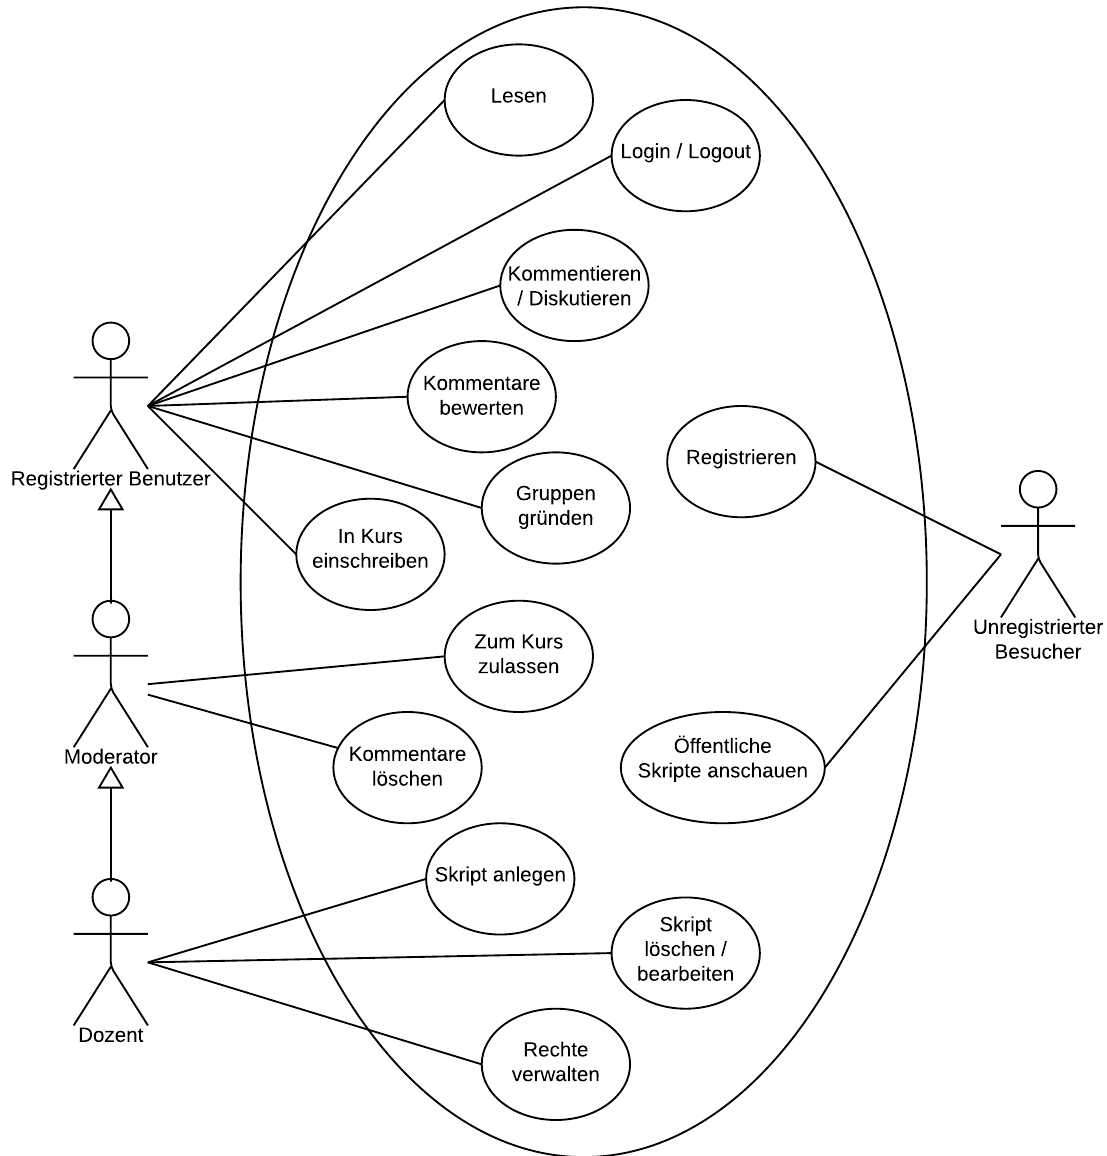 Lesen
Login / Logout
Kommentieren
/ Diskutieren
Kommentare
bewerten
Registrieren
Registrierter Benutzer
Gruppen
gründen
In Kurs
einschreiben
Unregistrierter
Besucher
Zum Kurs
zulassen
Moderator
Kommentare
löschen
Öffentliche
Skripte anschauen
Skript anlegen
Skript
löschen /
bearbeiten
Dozent
Rechte
verwalten